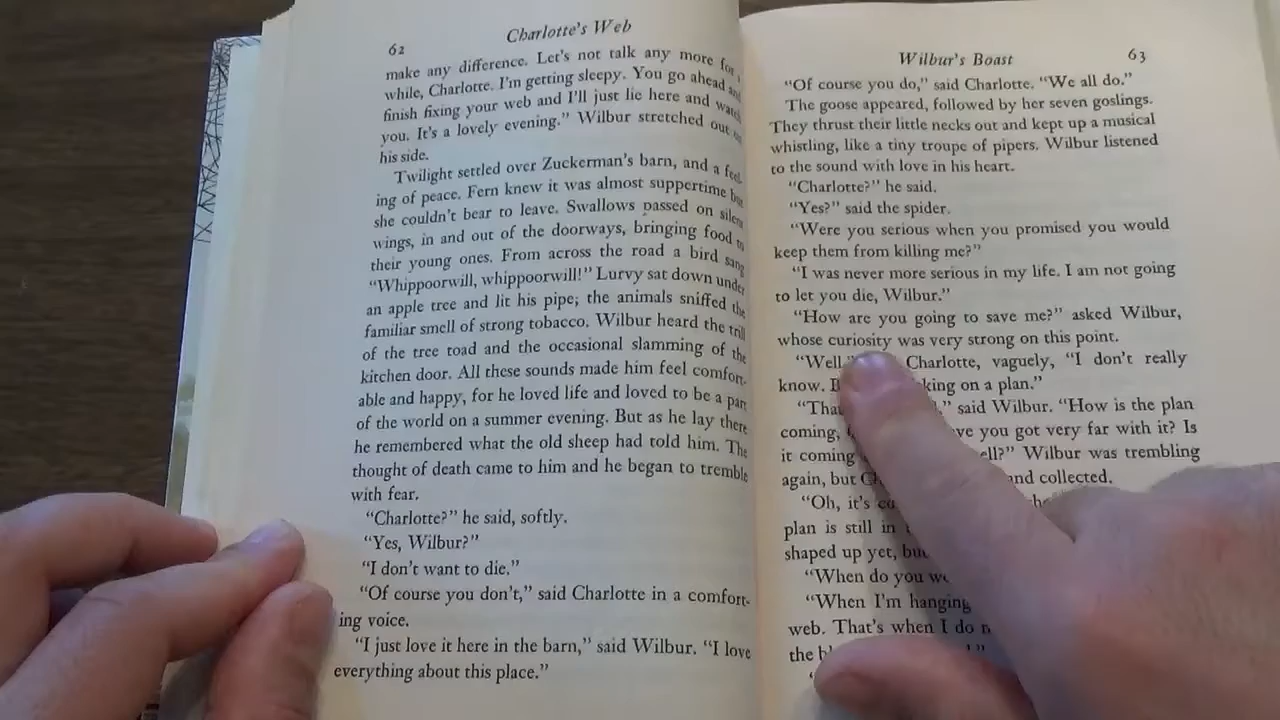 62
Charlotte's Web
make any difference. Let's not talk any more for a
while, Charlotte. I'm getting sleepy. You go ahead and
finish fixing your web and I'll just lie here and watch
you. It's a lovely evening." Wilbur stretched out on
his side.
Twilight settled over Zuckerman's barn, and a feel-
ing of peace. Fern knew it was almost suppertime but
she couldn't bear to leave. Swallows passed on silent
wings, in and out of the doorways, bringing food to
their young ones. From across the road a bird sang
"Whippoorwill, whippoorwill!" Lurvy sat down under
an apple tree and lit his pipe; the animals sniffed the
familiar smell of strong tobacco. Wilbur heard the trill
of the tree toad and the occasional slamming of the
kitchen door. All these sounds made him feel comfort-
able and happy, for he loved life and loved to be a part
of the world on a summer evening. But as he lay there
he remembered what the old sheep had told him. The
thought of death came to him and he began to tremble
with fear.
"Charlotte?" he said, softly.
"Yes, Wilbur?"
"I don't want to die."
"Of course you don't," said Charlotte in a comfort-
ing voice.
"I just love it here in the barn," said Wilbur. "I love
everything about this place."
Wilbur's Boast
63
"Of course you do," said Charlotte. "We all do."
The goose appeared, followed by her seven goslings.
They thrust their little necks out and kept up a musical
whistling, like a tiny troupe of pipers. Wilbur listened
to the sound with love in his heart.
"Charlotte?" he said.
"Yes?" said the spider.
"Were you serious when you promised you would
keep them from killing me?"
"I was never more serious in my life. I am not going
to let you die, Wilbur."
"How are you going to save me?" asked Wilbur,
whose curiosity was very strong on this point.
"Well," Charlotte, vaguely, "I don't really
know. king on a plan."
said Wilbur. "How is the plan
coming, you got very far with it? Is
it coming Wilbur was trembling
again, but and collected.
"Oh, it's
plan is still in
shaped up yet,
"When do you
"When I'm hanging
web. That's when I do
the